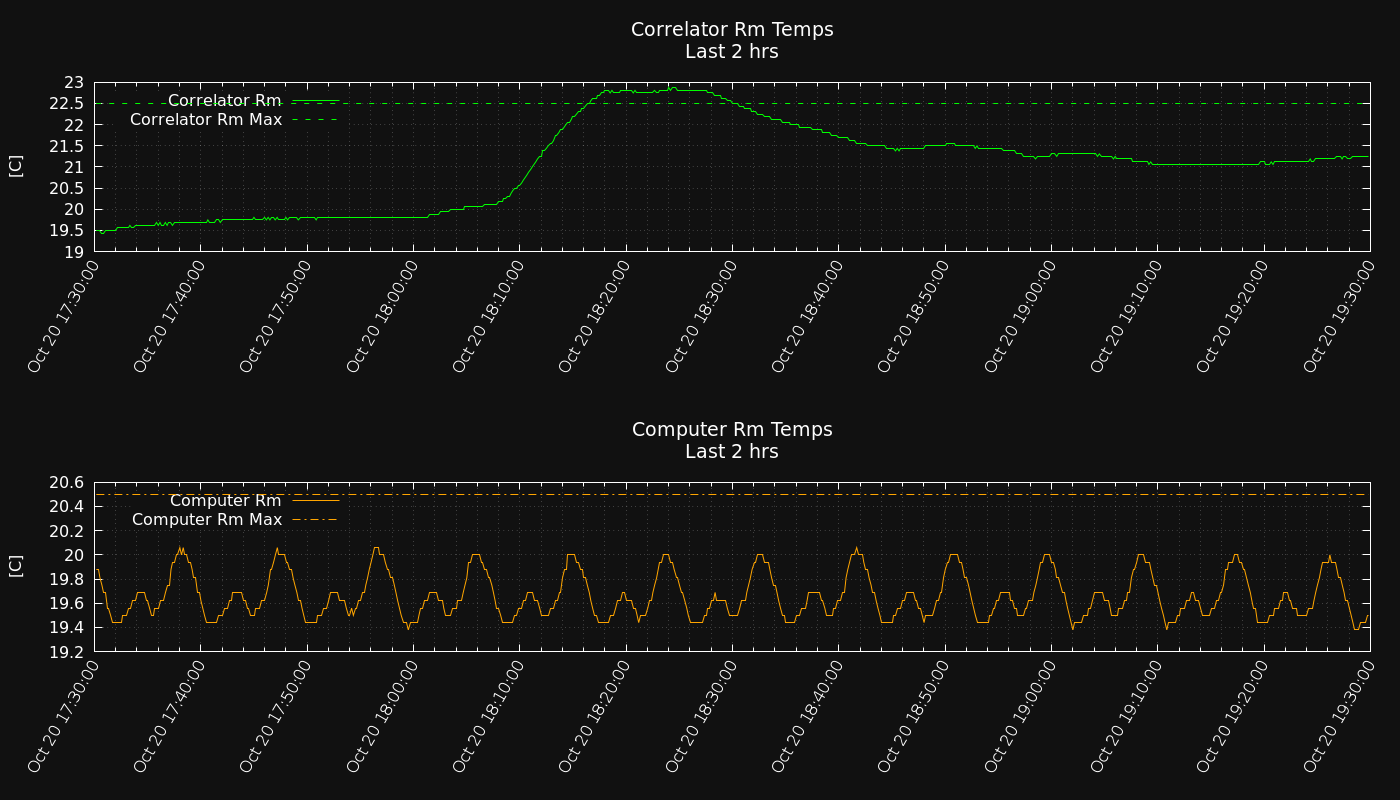 Correlator Rm Temps
Last 2 hrs
[C]
23
22.5
22
21.5
21
20.5
20
19.5
19
Correlator Rm
Correlator Rm Max
Oct 20 17:30:00
Oct 20 17:40:00
Oct 20 17:50:00
Oct 20 18:00:00
Oct 20 18:10:00
Oct 20 18:20:00
Oct 20 18:30:00
Oct 20 18:40:00
Oct 20 18:50:00
Oct 20 19:00:00
Oct 20 19:10:00
Oct 20 19:20:00
Oct 20 19:30:00
Computer Rm Temps
Last 2 hrs
[C]
20.6
20.4
20.2
20
19.8
19.6
19.4
19.2
Computer Rm
Computer Rm Max
Oct 20 17:30:00
Oct 20 17:40:00
Oct 20 17:50:00
Oct 20 18:00:00
Oct 20 18:10:00
Oct 20 18:20:00
Oct 20 18:30:00
Oct 20 18:40:00
Oct 20 18:50:00
Oct 20 19:00:00
Oct 20 19:10:00
Oct 20 19:20:00
Oct 20 19:30:00